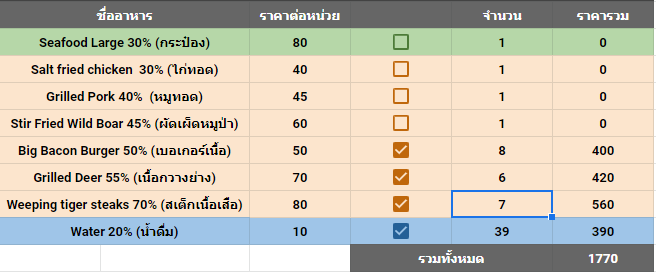 ชื่ออาหาร ราคาต่อหน่วย จำนวน ราคารวม
Seafood Large 30% (กระป๋อง) 80 1 0
Salt fried chicken 30% (ไก่ทอด) 40 1 0
Grilled Pork 40% (หมูทอด) 45 1 0
Stir Fried Wild Boar 45% (ผัดเผ็ดหมูป่า) 60 1 0
Big Bacon Burger 50% (เบอเกอร์เนื้อ) 50 8 400
Grilled Deer 55% (เนื้อกวางย่าง) 70 6 420
Weeping tiger steaks 70% (สเต็กเนื้อเสือ) 80 7 560
Water 20% (น้ำดื่ม) 10 39 390
รวมทั้งหมด 1770